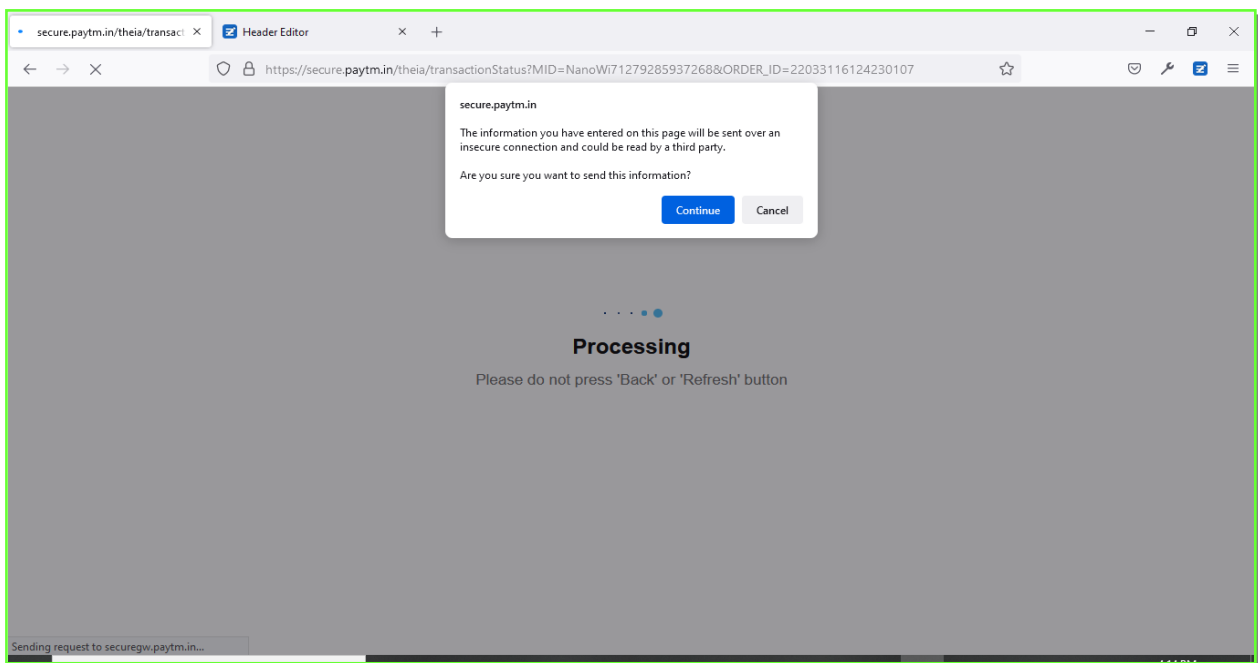 secure.paytm.in/theia/transact
Header Editor
https://secure.paytm.in/theia/transactionStatus?MID=NanoWi71279285937268&ORDER_ID=22033116124230107
secure.paytm.in
The information you have entered on this page will be sent over an
insecure connection and could be read by a third party.
Are you sure you want to send this information?
Continue Cancel
Processing
Please do not press 'Back' or 'Refresh' button
Sending request to securegw.paytm.in...